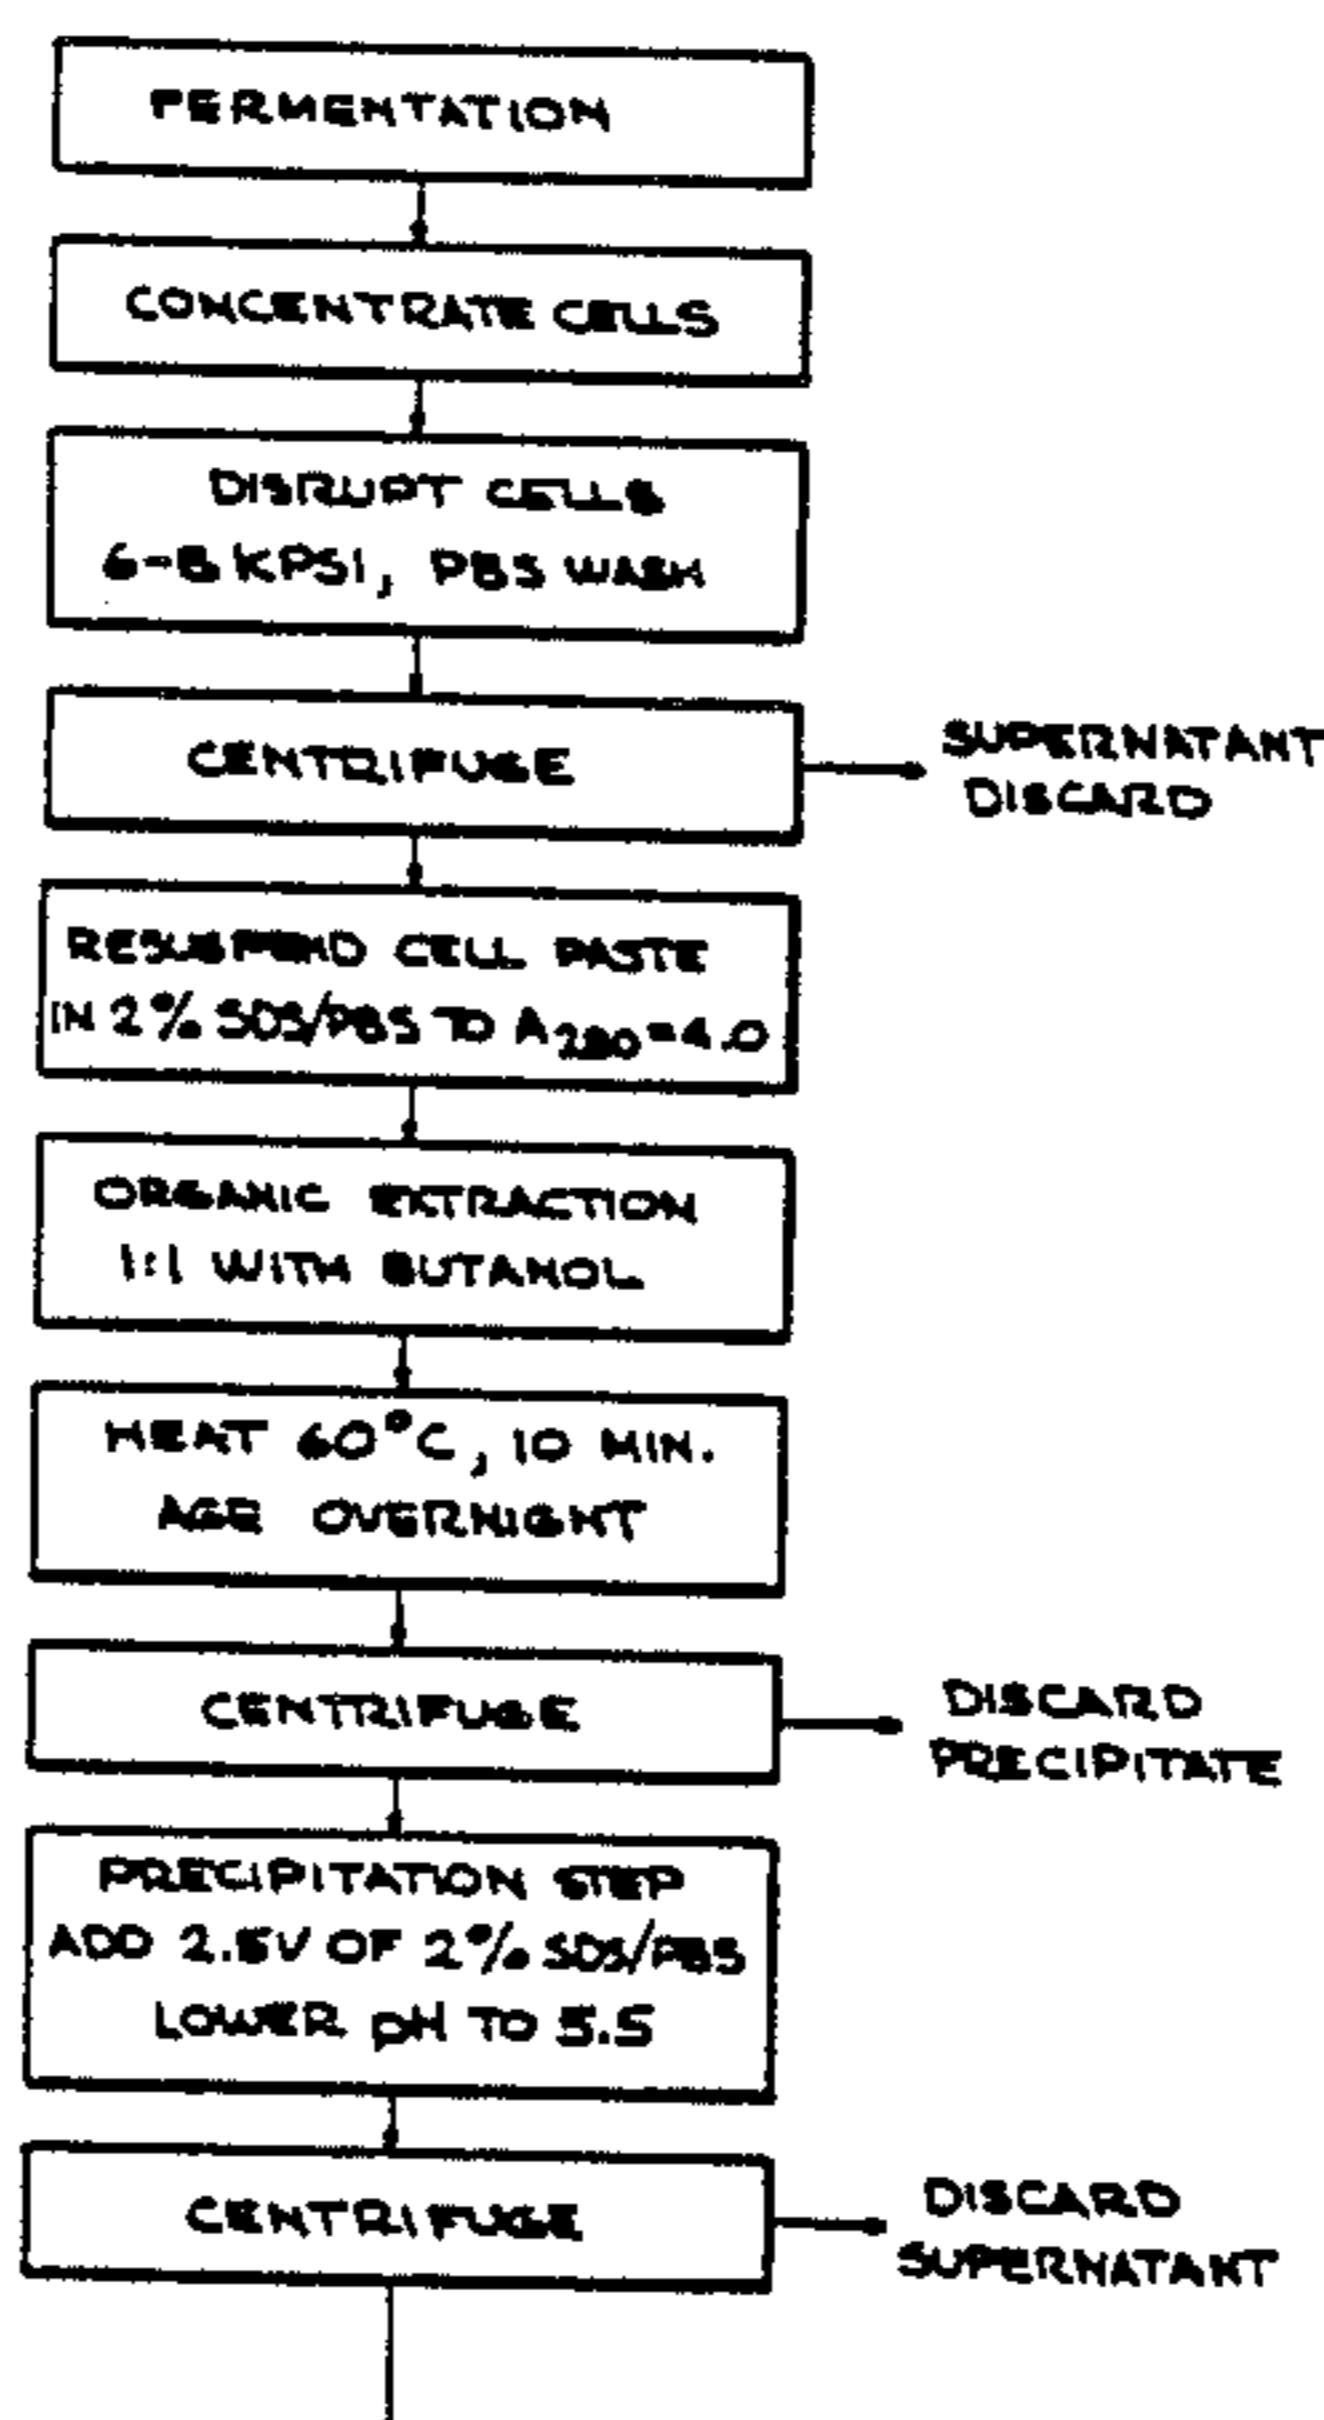 FERMENTATION
CONCENTRATE CELLS
DISRUPT CELLS
6-8 KPSI, PBS WASH
CENTRIFUGE
SUPERNATANT
DISCARD
RESUSPEND CELL PASTE
IN 2% SDS/PBS TO A280=4.0
ORGANIC EXTRACTION
1:1 WITH BUTANOL
HEAT 60°C, 10 MIN.
AGE OVERNIGHT
CENTRIFUGE
DISCARD
PRECIPITATE
PRECIPITATION STEP
ADD 2.5V OF 2% SDS/PBS
LOWER pH TO 5.5
CENTRIFUGE
DISCARD
SUPERNATANT